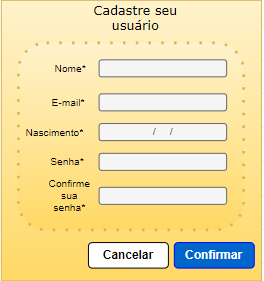 Cadastre seu
usuário
Nome*
E-mail*
Nascimento* / /
Senha*
Confirme
sua
senha*
Cancelar Confirmar